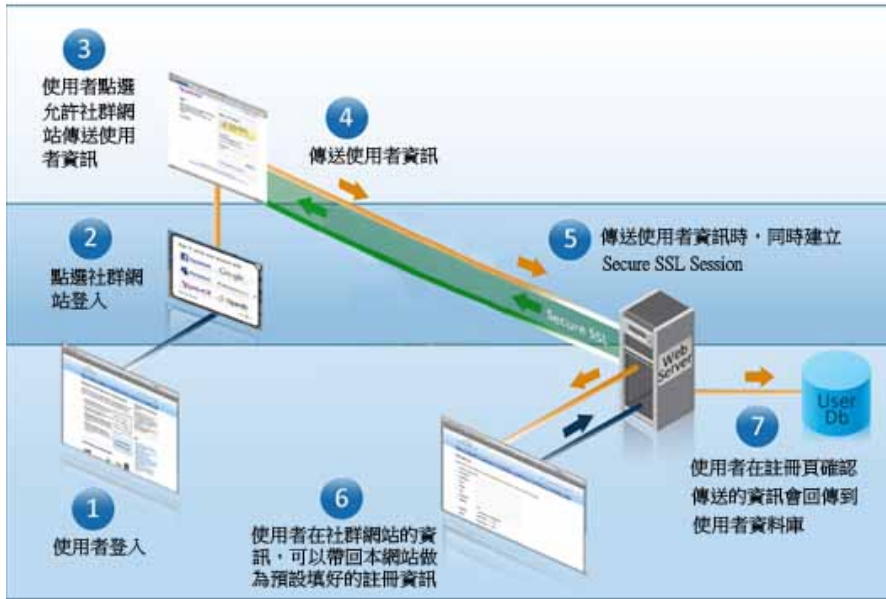 3
使用者點選
允許社群網
站傳送使用
者資訊
4
傳送使用者資訊
2
點選社群網
站登入
5
傳送使用者資訊時，同時建立
Secure SSL Session
Secure SSL
Web
Server
User
Db
1
使用者登入
6
使用者在社群網站的資
訊，可以帶回本網站做
為預設填好的註冊資訊
7
使用者在註冊頁確認
傳送的資訊會回傳到
使用者資料庫